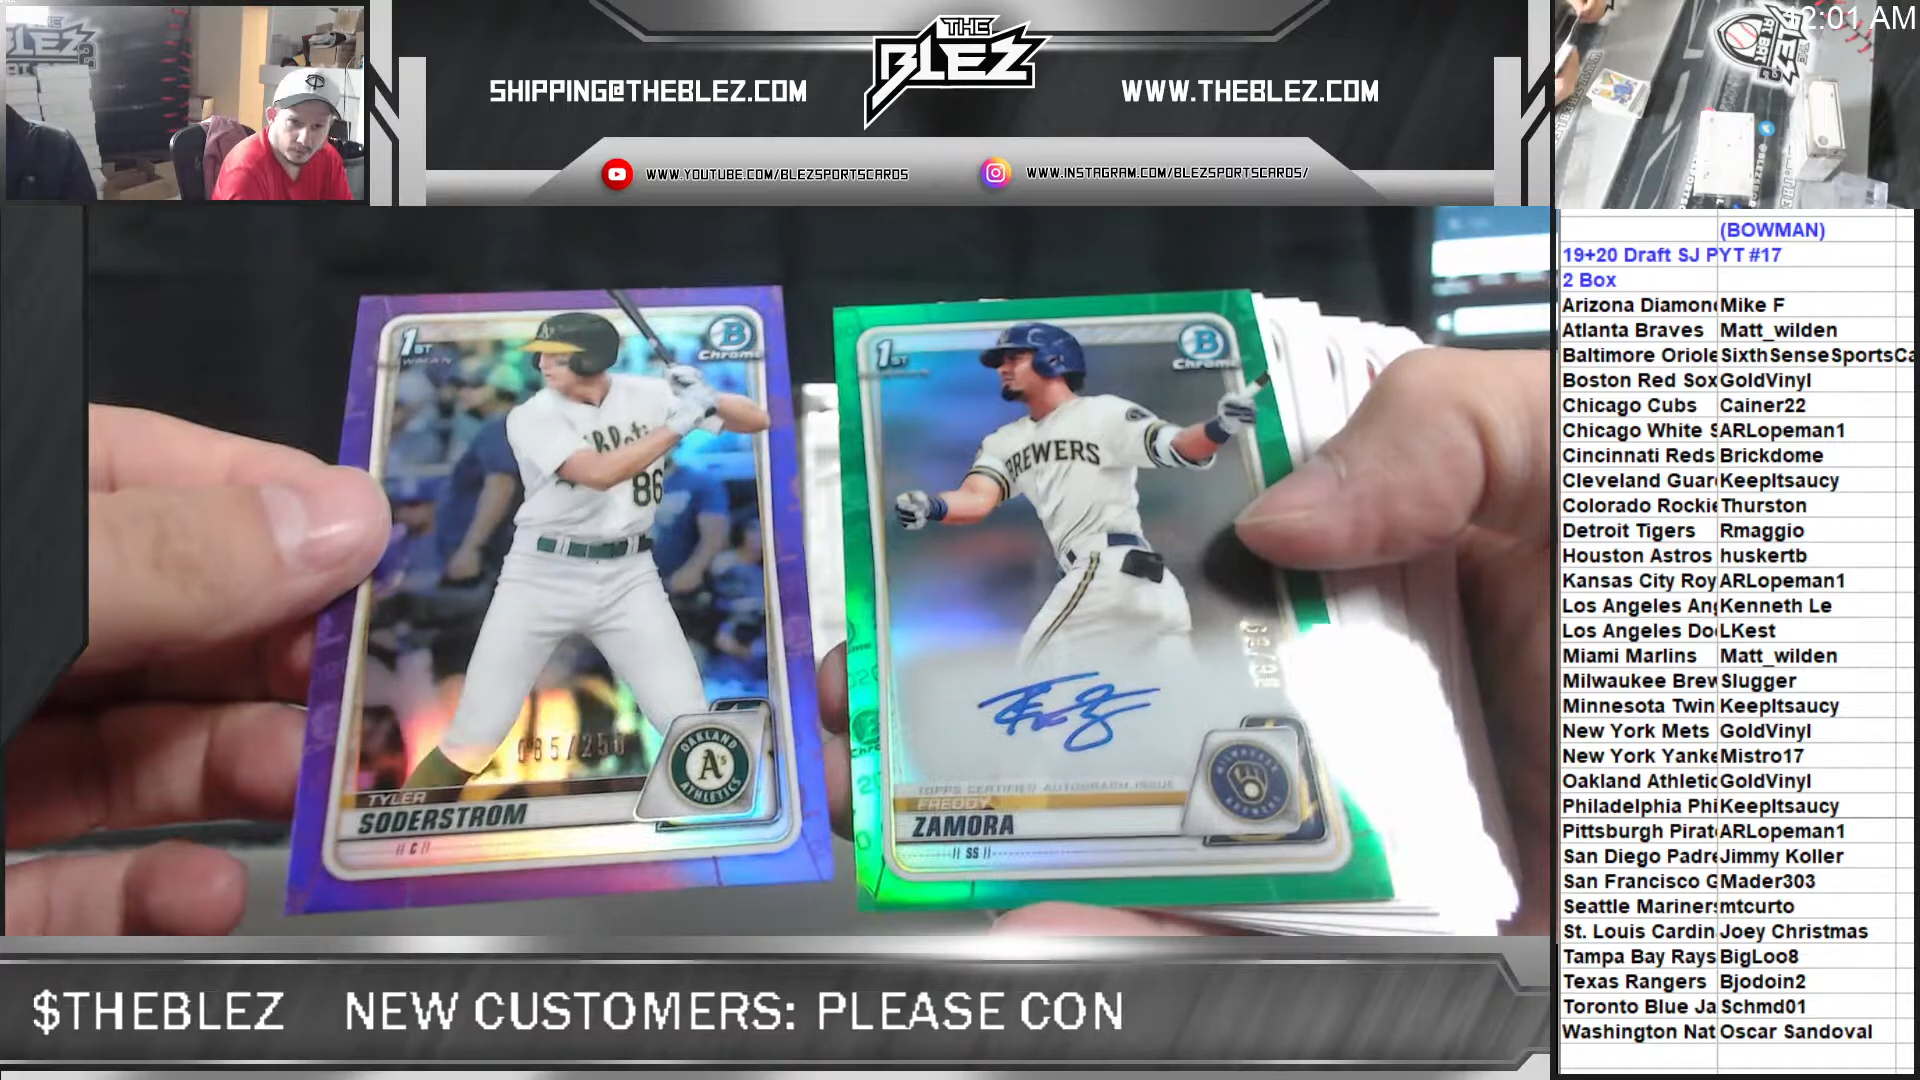 12:01 AM
THE
BLEZ
SHIPPING@THEBLEZ.COM
WWW.THEBLEZ.COM
WWW.YOUTUBE.COM/BLEZSPORTSCARDS
WWW.INSTAGRAM.COM/BLEZSPORTSCARDS/
1ST
B
Chrome
86
085/250
OAKLAND
A's
ATHLETICS
TYLER
SODERSTROM
C
1ST
B
Chrome
BREWERS
TOPPS CERTIFIED AUTOGRAPH ISSUE
FREDDY
ZAMORA
SS
(BOWMAN)
19+20 Draft SJ PYT #17
2 Box
Arizona Diamon Mike F
Atlanta Braves Matt_wilden
Baltimore Oriole SixthSenseSportsCa
Boston Red Sox GoldVinyl
Chicago Cubs Cainer22
Chicago White S ARLopeman1
Cincinnati Reds Brickdome
Cleveland Guar KeepItsaucy
Colorado Rockie Thurston
Detroit Tigers Rmaggio
Houston Astros huskertb
Kansas City Roy ARLopeman1
Los Angeles Ang Kenneth Le
Los Angeles Do LKest
Miami Marlins Matt_wilden
Milwaukee Brew Slugger
Minnesota Twin KeepItsaucy
New York Mets GoldVinyl
New York Yanke Mistro17
Oakland Athletic GoldVinyl
Philadelphia Phi KeepItsaucy
Pittsburgh Pirat ARLopeman1
San Diego Padre Jimmy Koller
San Francisco G Mader303
Seattle Mariner mtcurto
St. Louis Cardin Joey Christmas
Tampa Bay Rays BigLoo8
Texas Rangers Bjodoin2
Toronto Blue Ja Schmd01
Washington Nat Oscar Sandoval
$THEBLEZ NEW CUSTOMERS: PLEASE CON